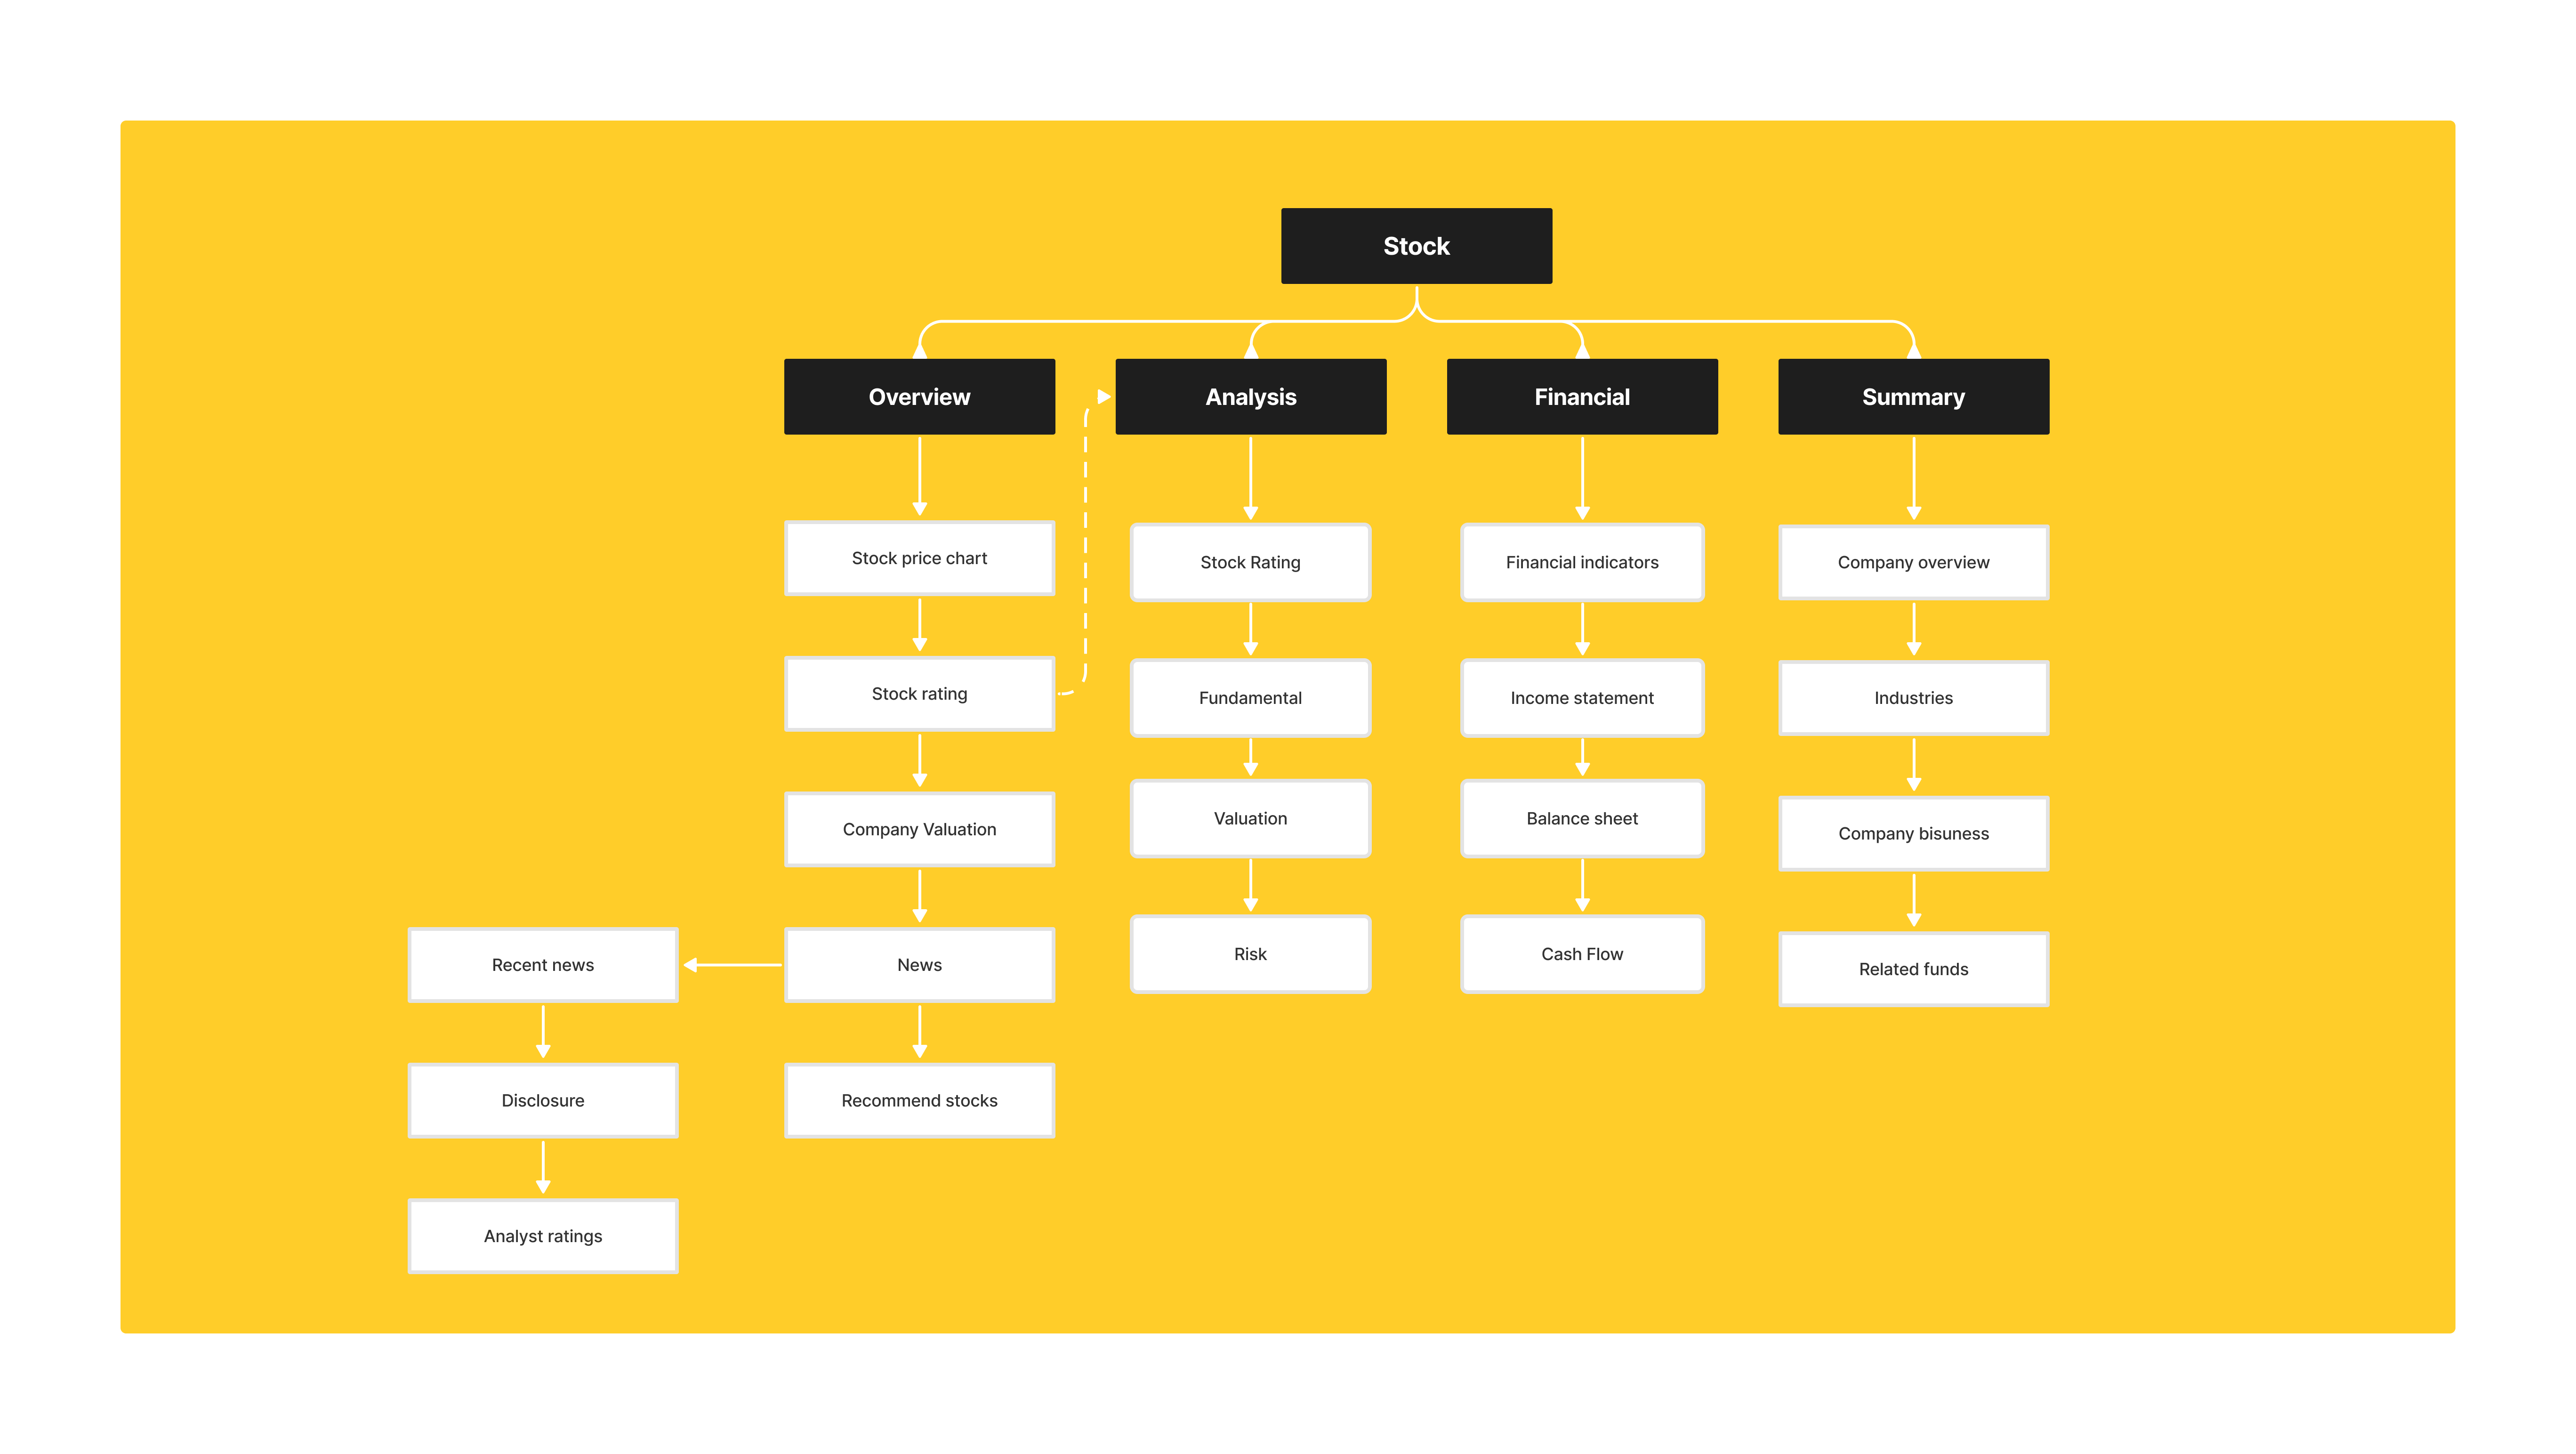 Stock
Overview
Analysis
Financial
Summary
Stock price chart
Stock rating
Company Valuation
News
Recommend stocks
Recent news
Disclosure
Analyst ratings
Stock Rating
Fundamental
Valuation
Risk
Financial indicators
Income statement
Balance sheet
Cash Flow
Company overview
Industries
Company bisuness
Related funds